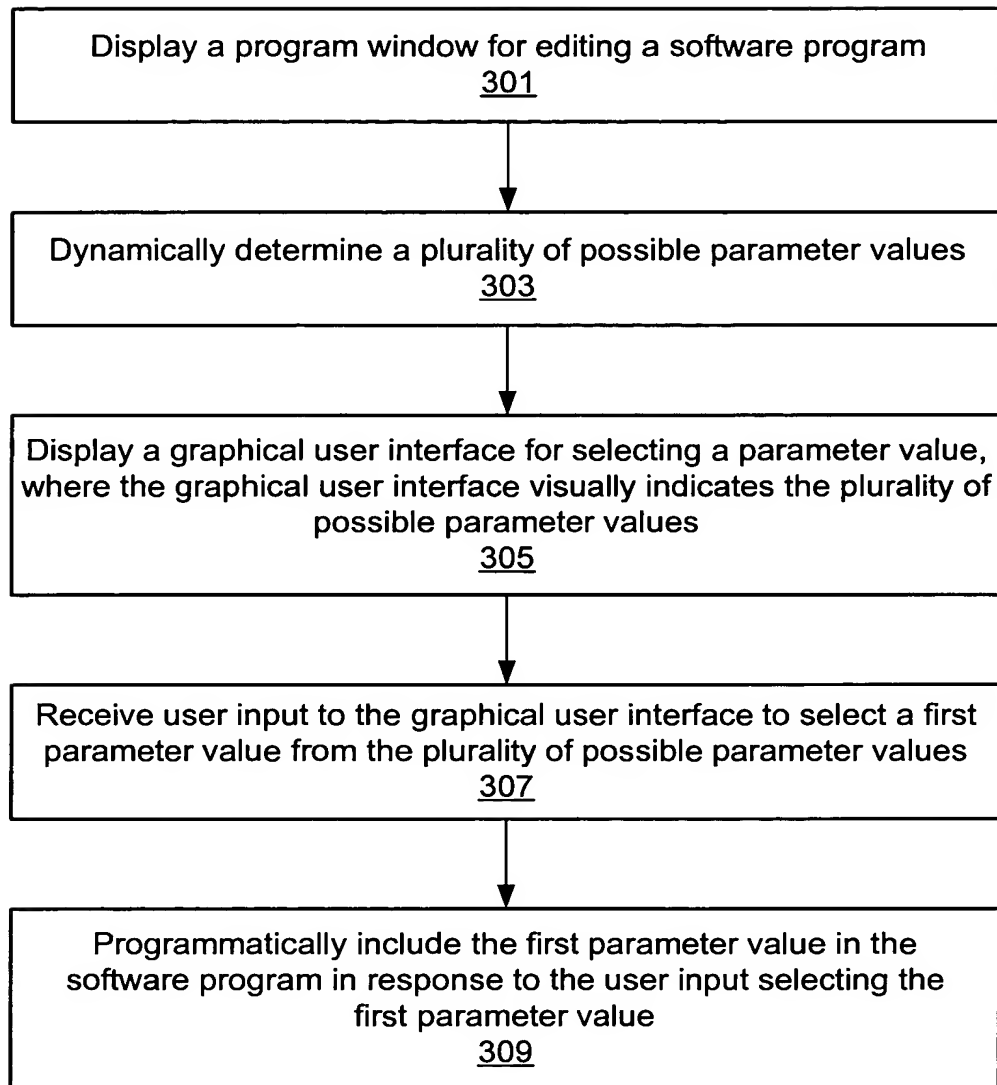 Display a program window for editing a software program
301
Dynamically determine a plurality of possible parameter values
303
Display a graphical user interface for selecting a parameter value,
where the graphical user interface visually indicates the plurality of
possible parameter values
305
Receive user input to the graphical user interface to select a first
parameter value from the plurality of possible parameter values
307
Programmatically include the first parameter value in the
software program in response to the user input selecting the
first parameter value
309